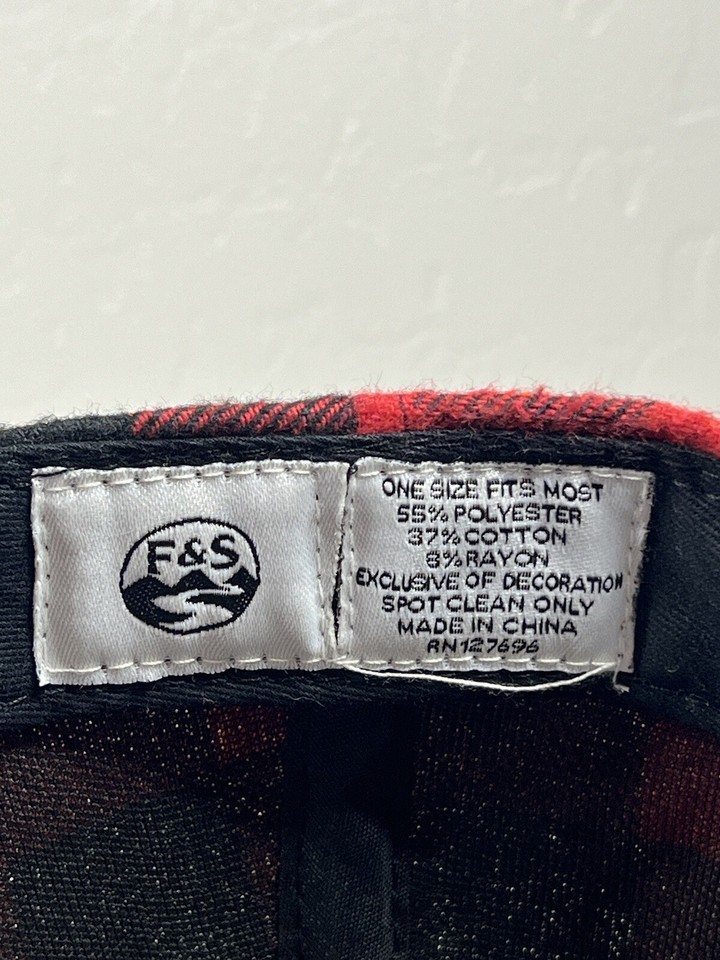 F&S
ONE SIZE FITS MOST
55% POLYESTER
37% COTTON
8% RAYON
EXCLUSIVE OF DECORATION
SPOT CLEAN ONLY
MADE IN CHINA
RN127696